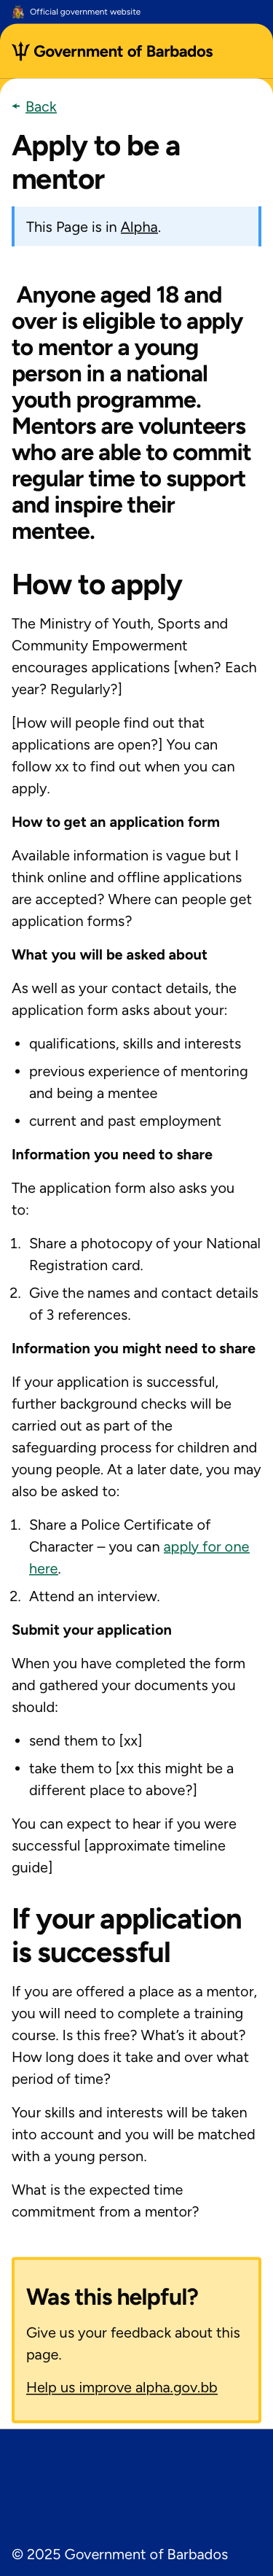 Official government website
Government of Barbados
Back
Apply to be a
mentor
This Page is in Alpha.
Anyone aged 18 and
over is eligible to apply
to mentor a young
person in a national
youth programme.
Mentors are volunteers
who are able to commit
regular time to support
and inspire their
mentee.
How to apply
The Ministry of Youth, Sports and
Community Empowerment
encourages applications [when? Each
year? Regularly?]
[How will people find out that
applications are open?] You can
follow xx to find out when you can
apply.
How to get an application form
Available information is vague but I
think online and offline applications
are accepted? Where can people get
application forms?
What you will be asked about
As well as your contact details, the
application form asks about your:
• qualifications, skills and interests
• previous experience of mentoring
and being a mentee
• current and past employment
Information you need to share
The application form also asks you
to:
1. Share a photocopy of your National
Registration card.
2. Give the names and contact details
of 3 references.
Information you might need to share
If your application is successful,
further background checks will be
carried out as part of the
safeguarding process for children and
young people. At a later date, you may
also be asked to:
1. Share a Police Certificate of
Character – you can apply for one
here.
2. Attend an interview.
Submit your application
When you have completed the form
and gathered your documents you
should:
• send them to [xx]
• take them to [xx this might be a
different place to above?]
You can expect to hear if you were
successful [approximate timeline
guide]
If your application
is successful
If you are offered a place as a mentor,
you will need to complete a training
course. Is this free? What’s it about?
How long does it take and over what
period of time?
Your skills and interests will be taken
into account and you will be matched
with a young person.
What is the expected time
commitment from a mentor?
Was this helpful?
Give us your feedback about this
page.
Help us improve alpha.gov.bb
© 2025 Government of Barbados